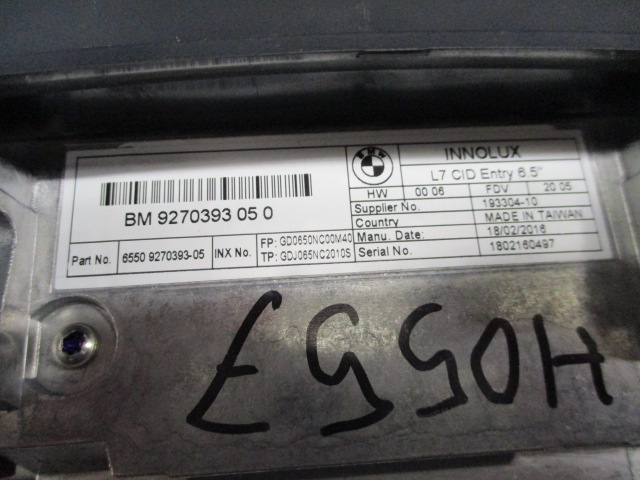 BM 9270393 05 0
Part No. 6550 9270393-05 INX No. FP: GD0650NC00M40
TP: GDJ065NC2010S
BMW
INNOLUX
L7 CID Entry 6.5"
HW 00 06 FDV 20 05
Supplier No. 193304-10
Country MADE IN TAIWAN
Manu. Date. 18/02/2016
Serial No. 1802160497
H0557